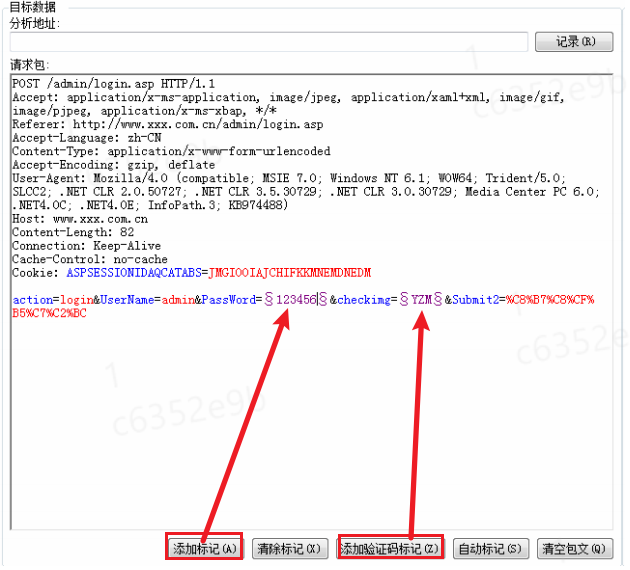 目标数据
分析地址:
记录(R)
请求包:
POST /admin/login.asp HTTP/1.1
Accept: application/x-ms-application, image/jpeg, application/xaml+xml, image/gif,
image/pjpeg, application/x-ms-xbap, */*
Referer: http://www.xxx.com.cn/admin/login.asp
Accept-Language: zh-CN
Content-Type: application/x-www-form-urlencoded
Accept-Encoding: gzip, deflate
User-Agent: Mozilla/4.0 (compatible; MSIE 7.0; Windows NT 6.1; WOW64; Trident/5.0;
SLCC2; .NET CLR 2.0.50727; .NET CLR 3.5.30729; .NET CLR 3.0.30729; Media Center PC 6.0;
.NET4.0C; .NET4.0E; InfoPath.3; KB974488)
Host: www.xxx.com.cn
Content-Length: 82
Connection: Keep-Alive
Cache-Control: no-cache
Cookie: ASPSESSIONIDAQCATABS=JMGIOOIAJCHIFKKMNEMDNEDM
action=login&UserName=admin&PassWord=§123456§&checkimg=§YZM§&Submit2=%C8%B7%C8%CF%
B5%C7%C2%BC
1
c6352e9b
1
c6352e9b
c6352e
添加标记(A)
清除标记(X)
添加验证码标记(Z)
自动标记(S)
清空包文(Q)